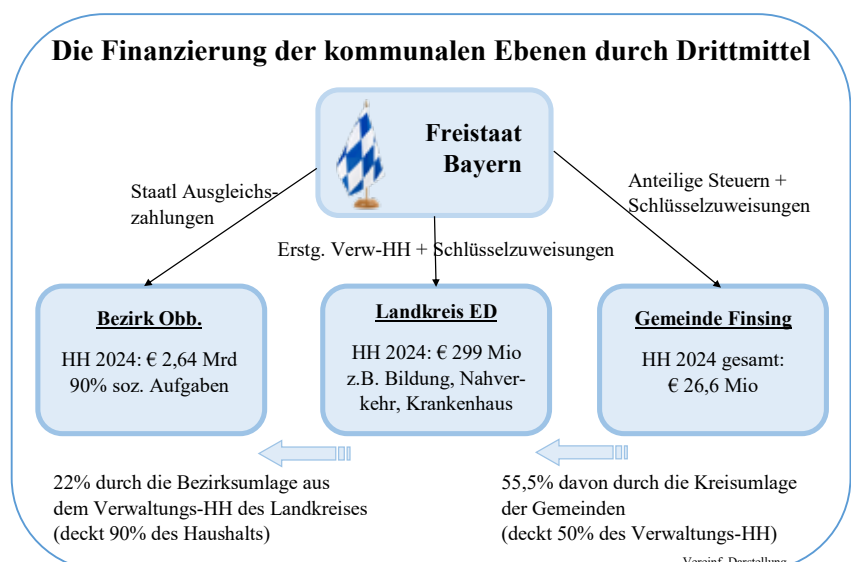 Die Finanzierung der kommunalen Ebenen durch Drittmittel
Freistaat
Bayern
Staatl Ausgleichs-
zahlungen
Erstg. Verw-HH + Schlüsselzuweisungen
Anteilige Steuern +
Schlüsselzuweisungen
Bezirk Obb.
HH 2024: € 2,64 Mrd
90% soz. Aufgaben
Landkreis ED
HH 2024: € 299 Mio
z.B. Bildung, Nahver-
kehr, Krankenhaus
Gemeinde Finsing
HH 2024 gesamt:
€ 26,6 Mio
22% durch die Bezirksumlage aus
dem Verwaltungs-HH des Landkreises
(deckt 90% des Haushalts)
55,5% davon durch die Kreisumlage
der Gemeinden
(deckt 50% des Verwaltungs-HH)
Vereinf. Darstellung